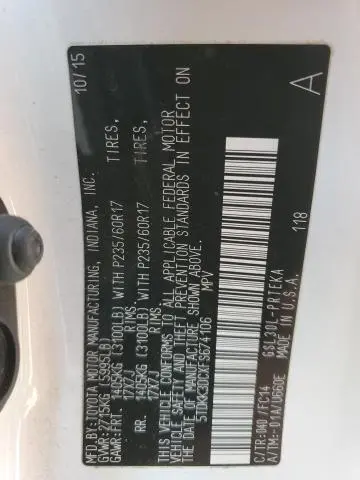 MFD.BY:TOYOTA MOTOR MANUFACTURING, INDIANA, INC. 10/15
GVWR: 2715KG (5995LB)
GAWR:FRT. 1405KG (3100LB) WITH P235/60R17 TIRES,
17X7J RIMS
RR. 1405KG (3100LB) WITH P235/60R17 TIRES,
17X7J RIMS
THIS VEHICLE CONFORMS TO ALL APPLICABLE FEDERAL MOTOR
VEHICLE SAFETY AND THEFT PREVENTION STANDARDS IN EFFECT ON
THE DATE OF MANUFACTURE SHOWN ABOVE.
5TDKK3DCXFS674106 MPV
A
C/TR:040 /FC14 GSL30L-PRTEKA 118
A/TM:-01A/U660E MADE IN U.S.A.